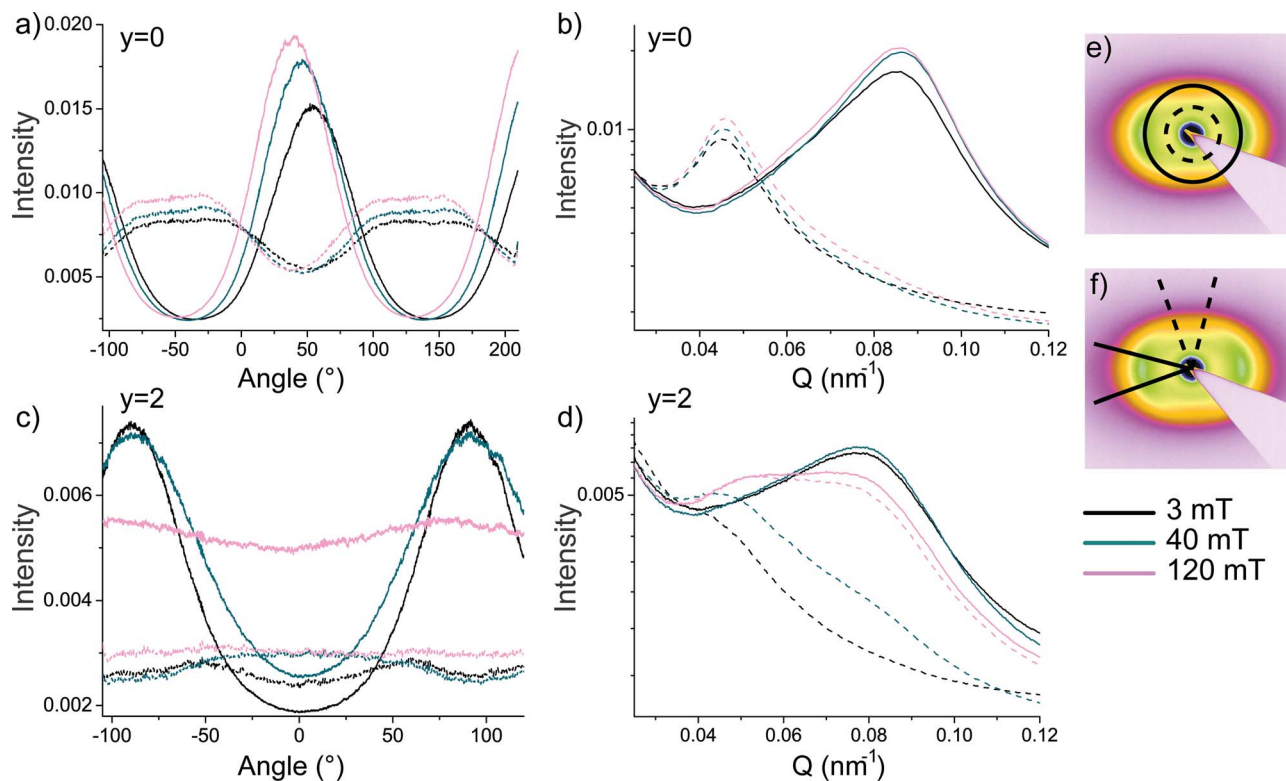 a)
y=0
0.020
0.015
0.010
0.005
Intensity
-100 -50 0 50 100 150 200
Angle (°)
b)
y=0
0.01
Intensity
0.04 0.06 0.08 0.10 0.12
Q (nm⁻¹)
e)
c)
y=2
0.006
0.004
0.002
Intensity
-100 -50 0 50 100
Angle (°)
d)
y=2
0.005
Intensity
0.04 0.06 0.08 0.10 0.12
Q (nm⁻¹)
f)
3 mT
40 mT
120 mT